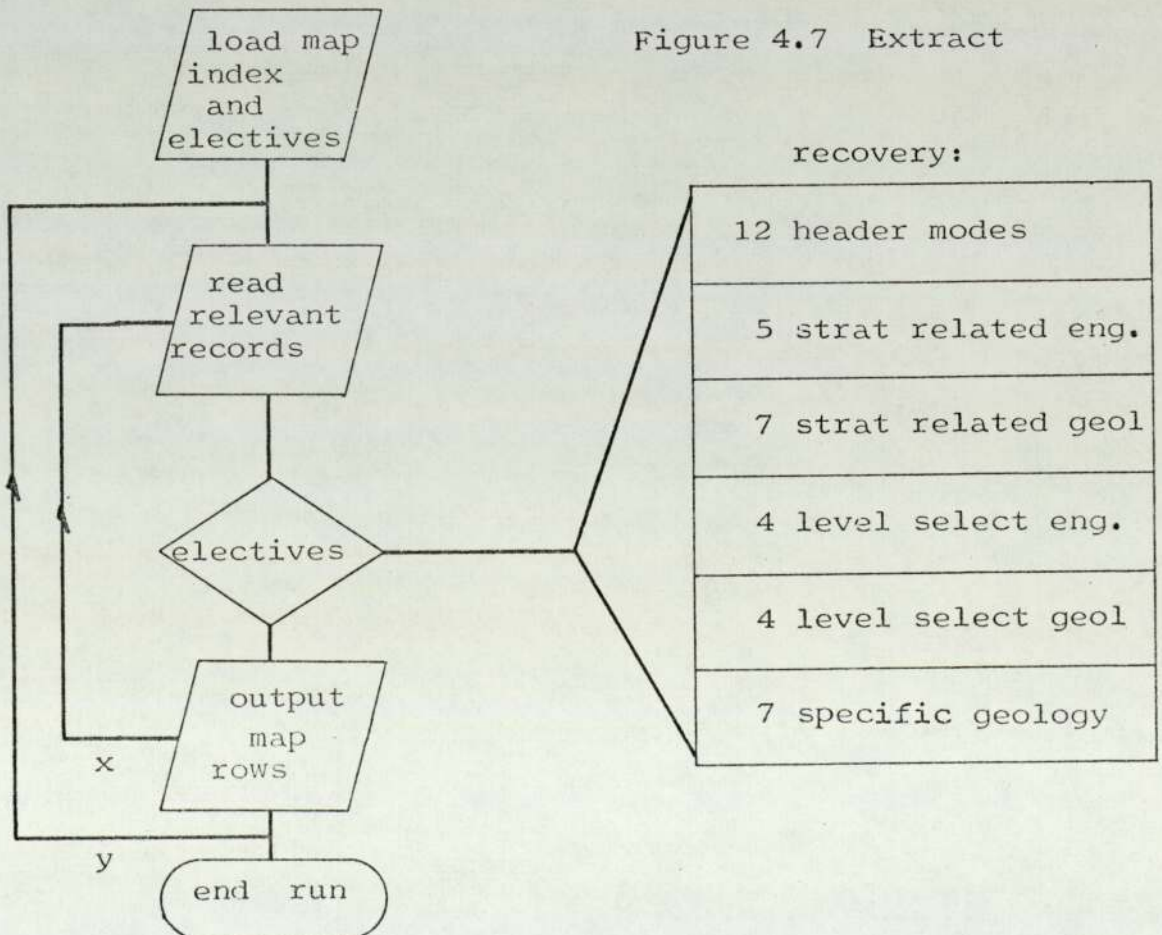 Figure 4.7 Extract
load map
index
and
electives
read
relevant
records
electives
output
map
rows
x
y
end run
recovery:
12 header modes
5 strat related eng.
7 strat related geol
4 level select eng.
4 level select geol
7 specific geology